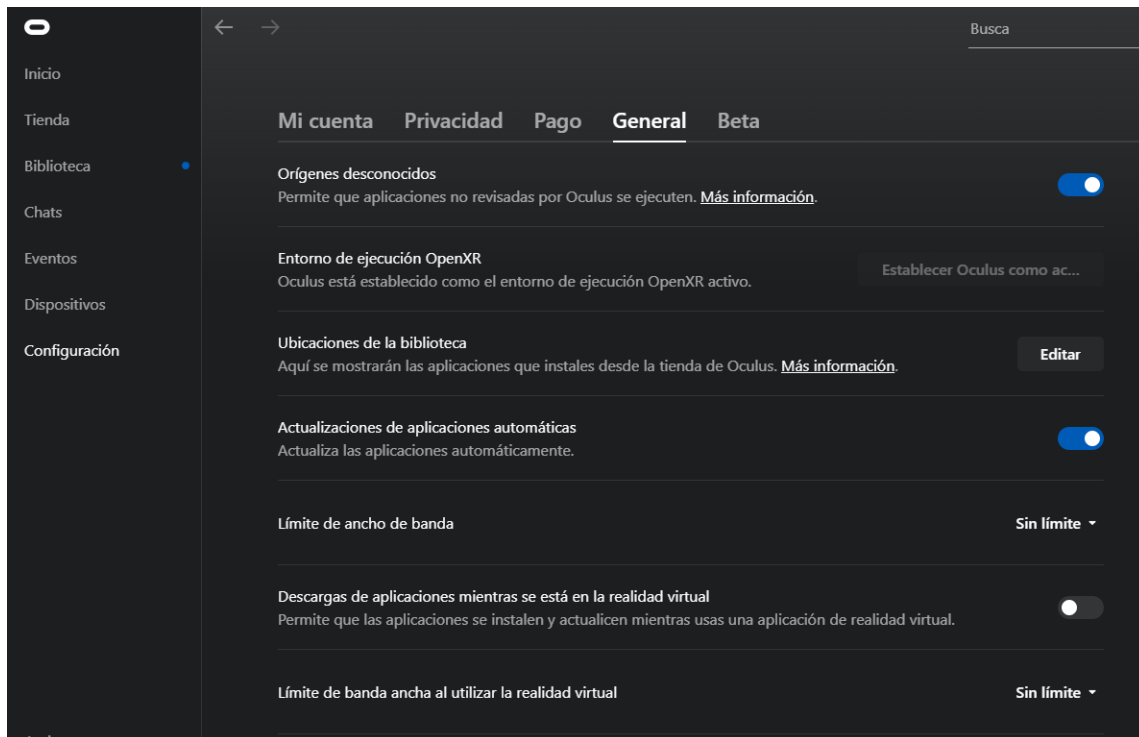 Busca
Inicio
Tienda
Biblioteca
Chats
Eventos
Dispositivos
Configuración
Mi cuenta Privacidad Pago General Beta
Orígenes desconocidos
Permite que aplicaciones no revisadas por Oculus se ejecuten. Más información.
Entorno de ejecución OpenXR
Oculus está establecido como el entorno de ejecución OpenXR activo.
Establecer Oculus como ac...
Ubicaciones de la biblioteca
Aquí se mostrarán las aplicaciones que instales desde la tienda de Oculus. Más información.
Editar
Actualizaciones de aplicaciones automáticas
Actualiza las aplicaciones automáticamente.
Límite de ancho de banda
Sin límite
Descargas de aplicaciones mientras se está en la realidad virtual
Permite que las aplicaciones se instalen y actualicen mientras usas una aplicación de realidad virtual.
Límite de banda ancha al utilizar la realidad virtual
Sin límite